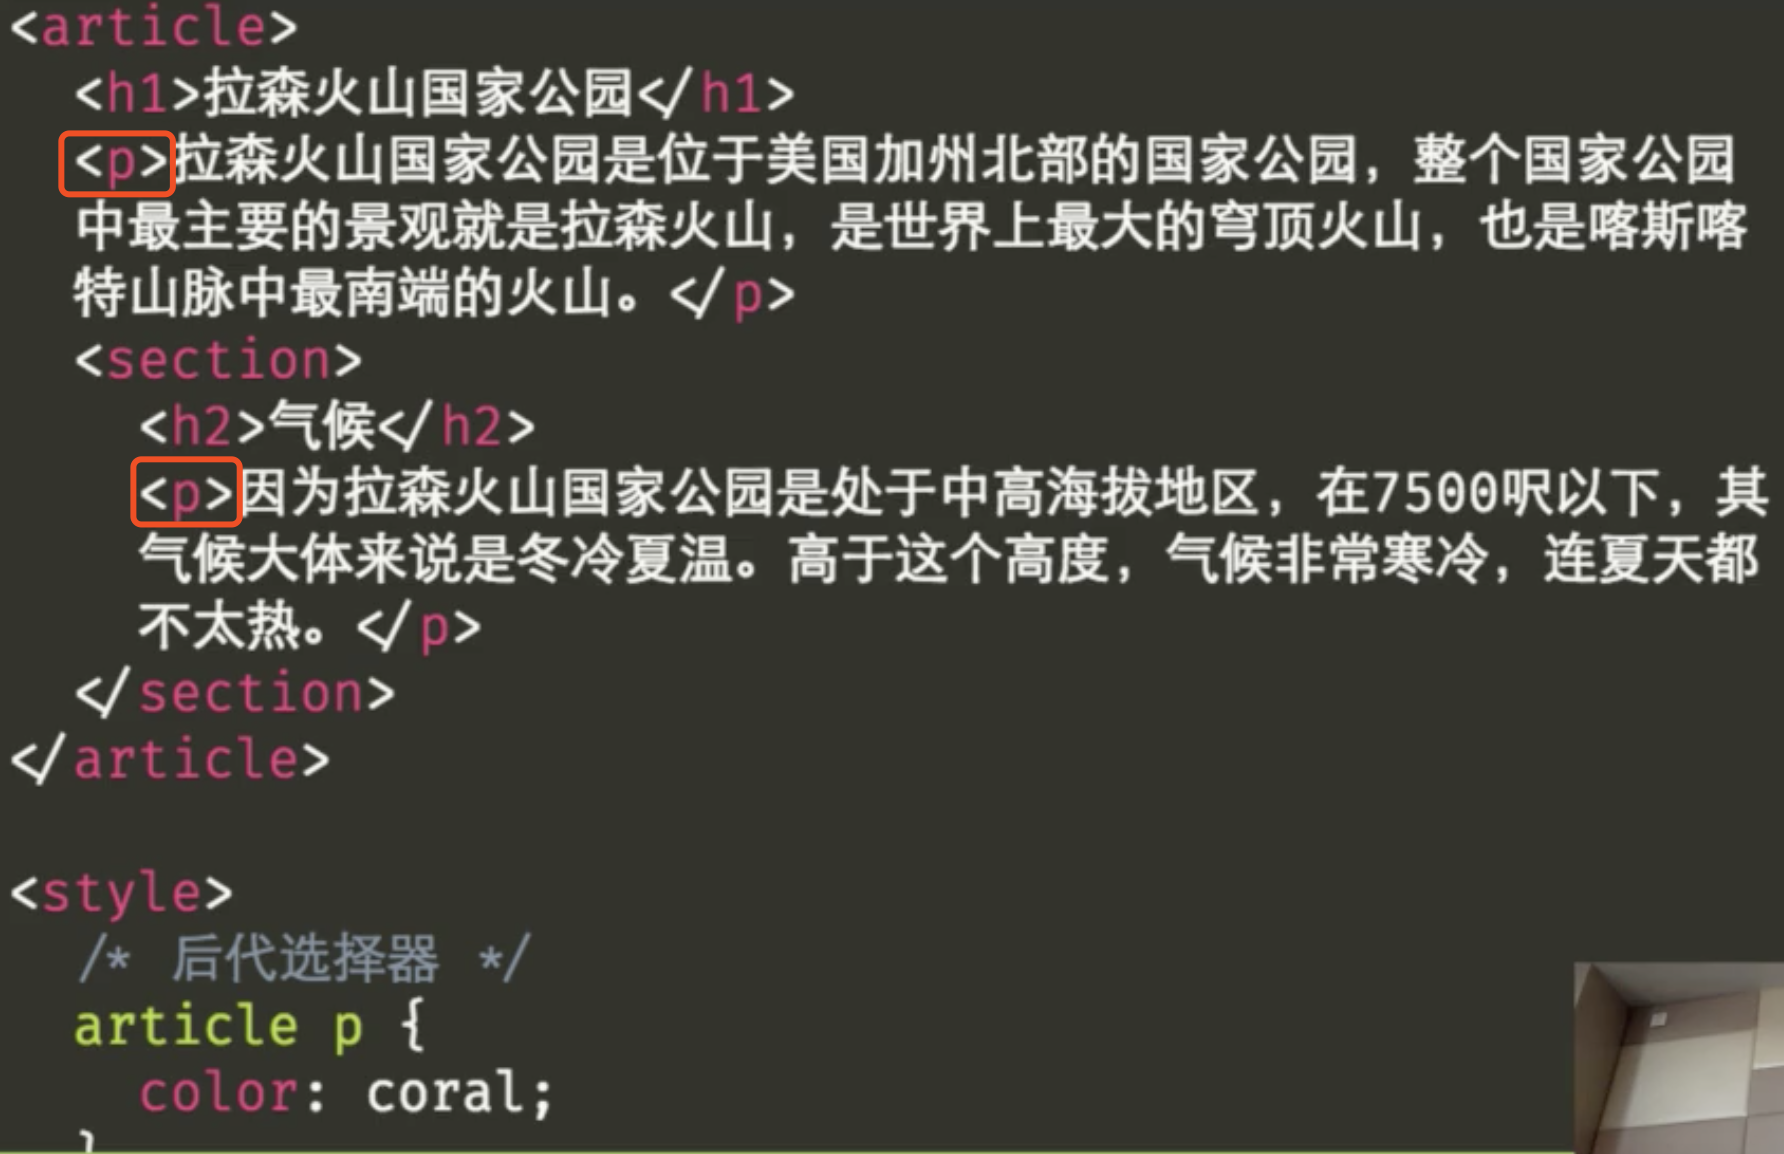 <article>
<h1>拉森火山国家公园</h1>
<p>拉森火山国家公园是位于美国加州北部的国家公园，整个国家公园
中最主要的景观就是拉森火山，是世界上最大的穹顶火山，也是喀斯喀
特山脉中最南端的火山。</p>
<section>
<h2>气候</h2>
<p>因为拉森火山国家公园是处于中高海拔地区，在7500呎以下，其
气候大体来说是冬冷夏温。高于这个高度，气候非常寒冷，连夏天都
不太热。</p>
</section>
</article>
<style>
/* 后代选择器 */
article p {
color: coral;
}